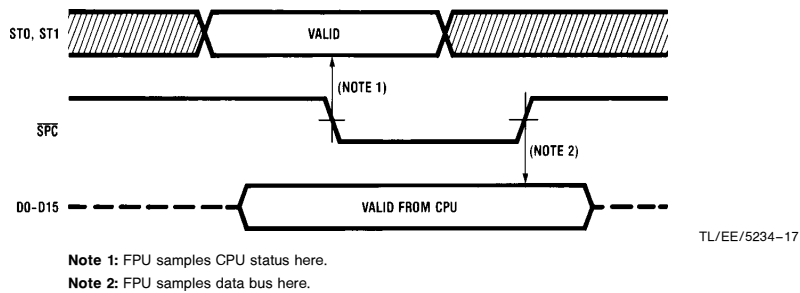 ST0, ST1
VALID
(NOTE 1)
SPC
(NOTE 2)
D0-D15
VALID FROM CPU
TL/EE/5234–17
Note 1: FPU samples CPU status here.
Note 2: FPU samples data bus here.